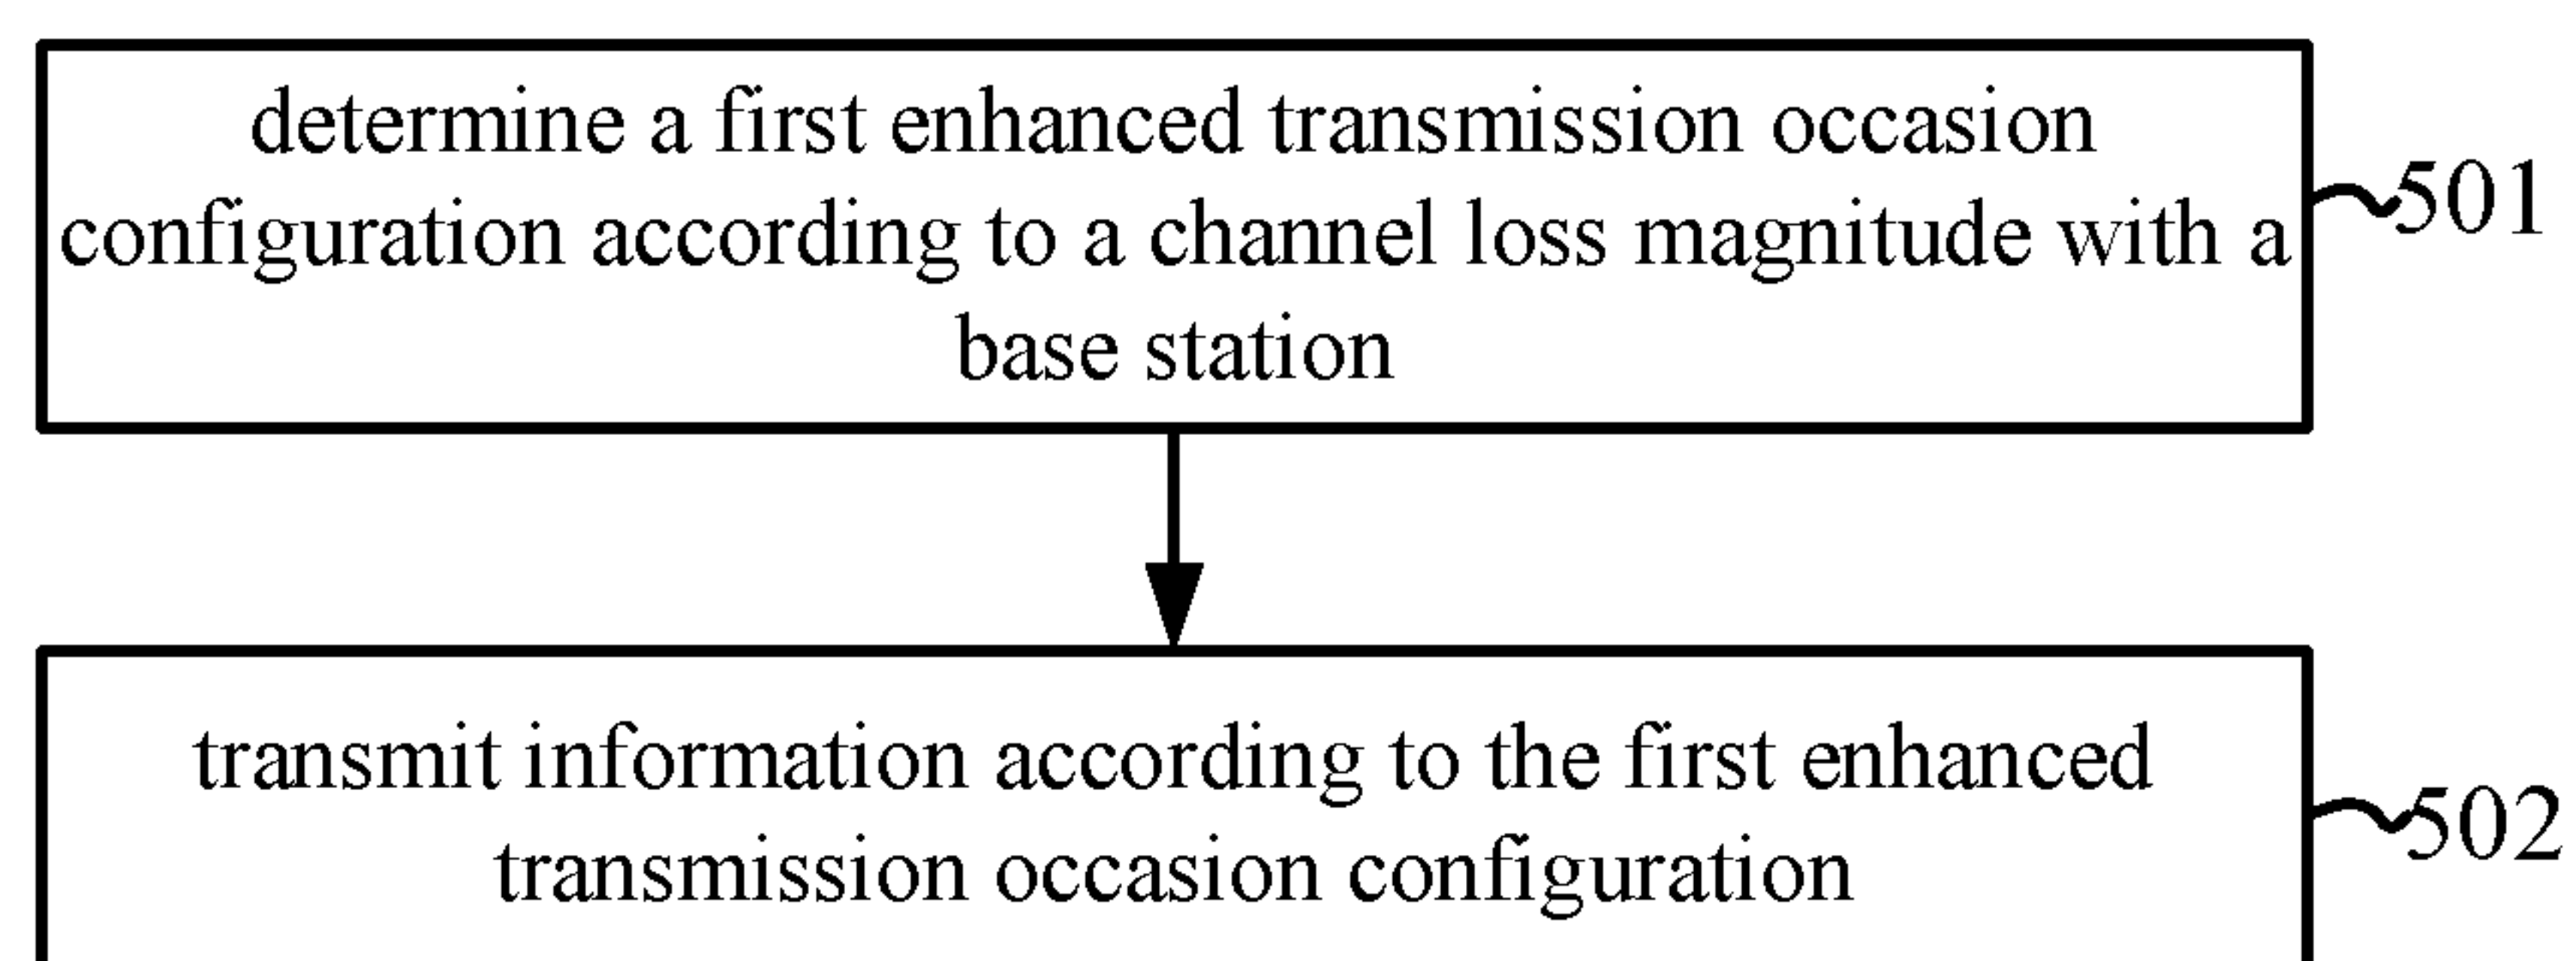 determine a first enhanced transmission occasion
configuration according to a channel loss magnitude with a
base station
501
transmit information according to the first enhanced
transmission occasion configuration
502